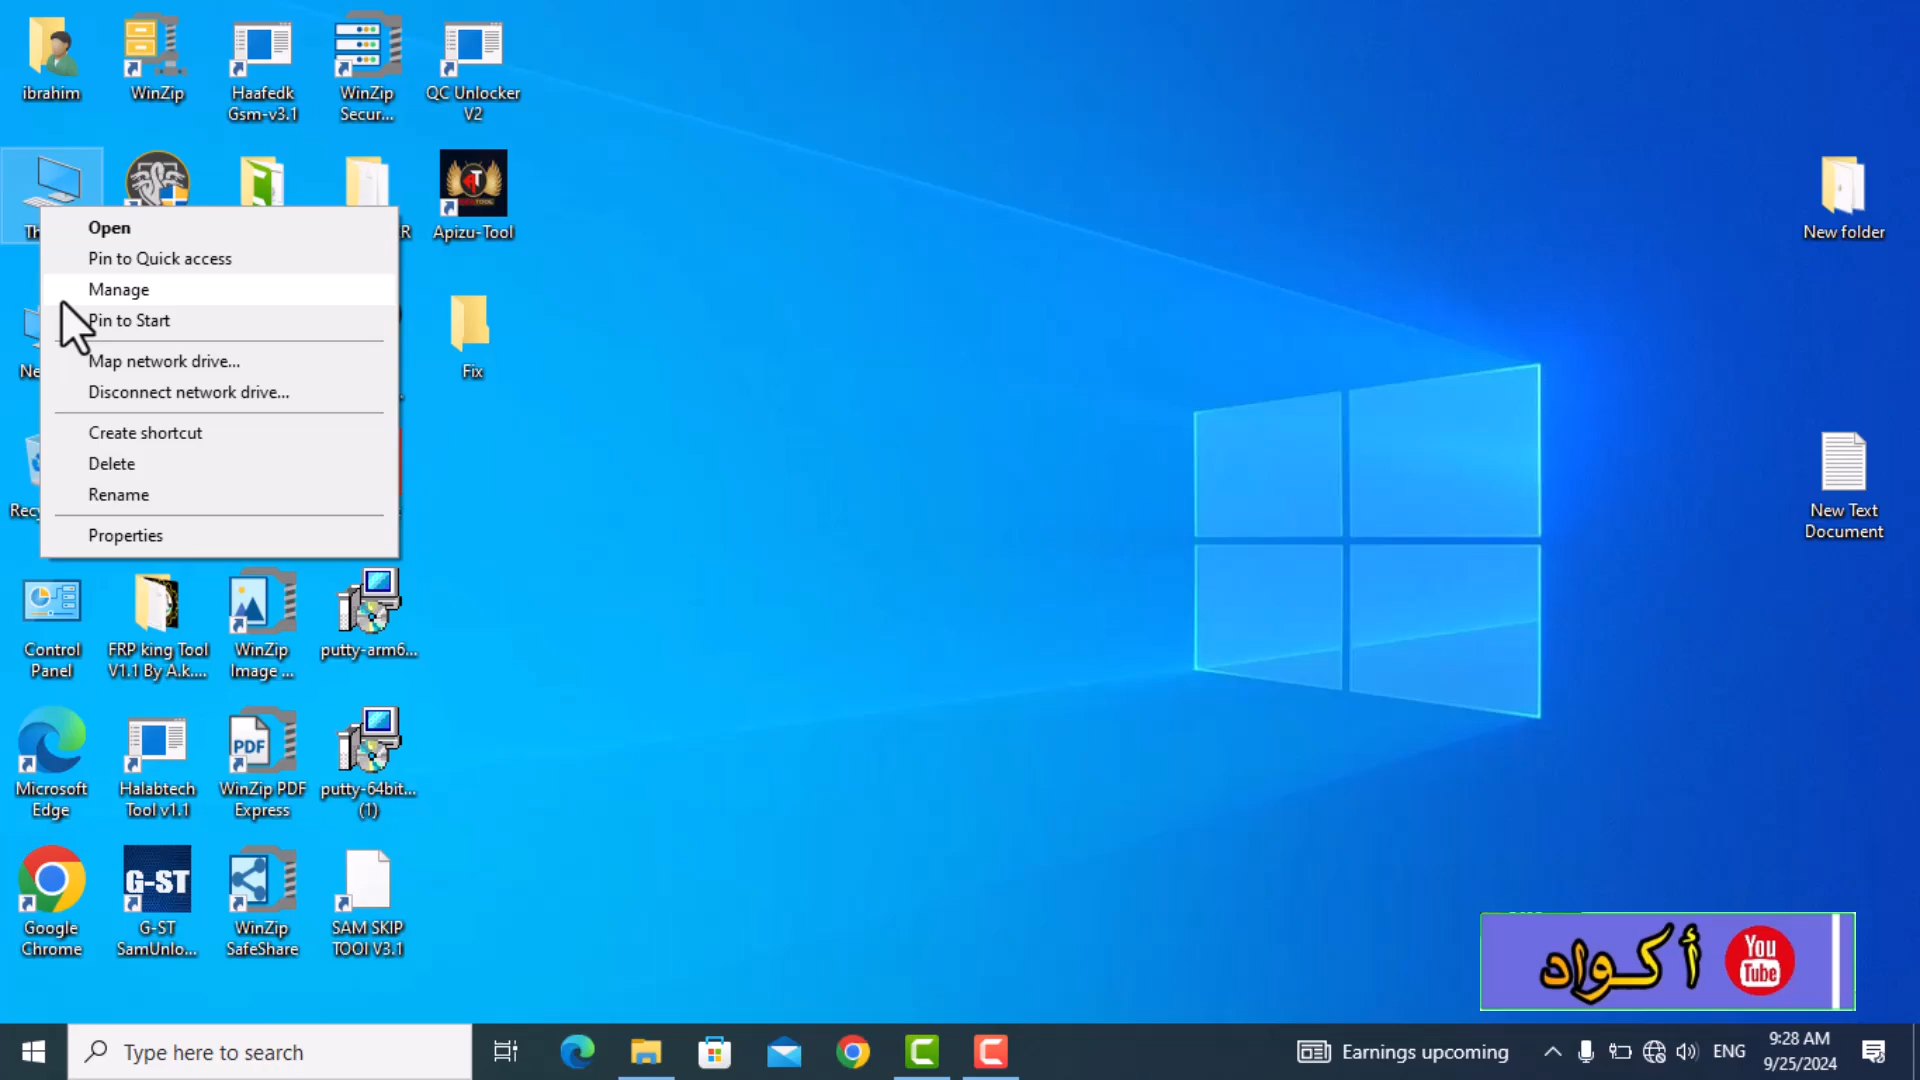 ibrahim
WinZip
Haafedk
Gsm-v3.1
WinZip
Secur...
QC Unlocker
V2
Apizu-Tool
Open
Pin to Quick access
Manage
Pin to Start
Map network drive...
Disconnect network drive...
Create shortcut
Delete
Rename
Properties
Fix
New folder
New Text
Document
Control
Panel
FRP king Tool
V1.1 By A.k....
WinZip
Image ...
putty-arm6...
Microsoft
Edge
Halabtech
Tool v1.1
PDF
WinZip PDF
Express
putty-64bit...
(1)
Google
Chrome
G-ST
G-ST
SamUnlo...
WinZip
SafeShare
SAM SKIP
TOOl V3.1
أكـواد
You
Tube
Type here to search
Earnings upcoming
ENG
9:28 AM
9/25/2024